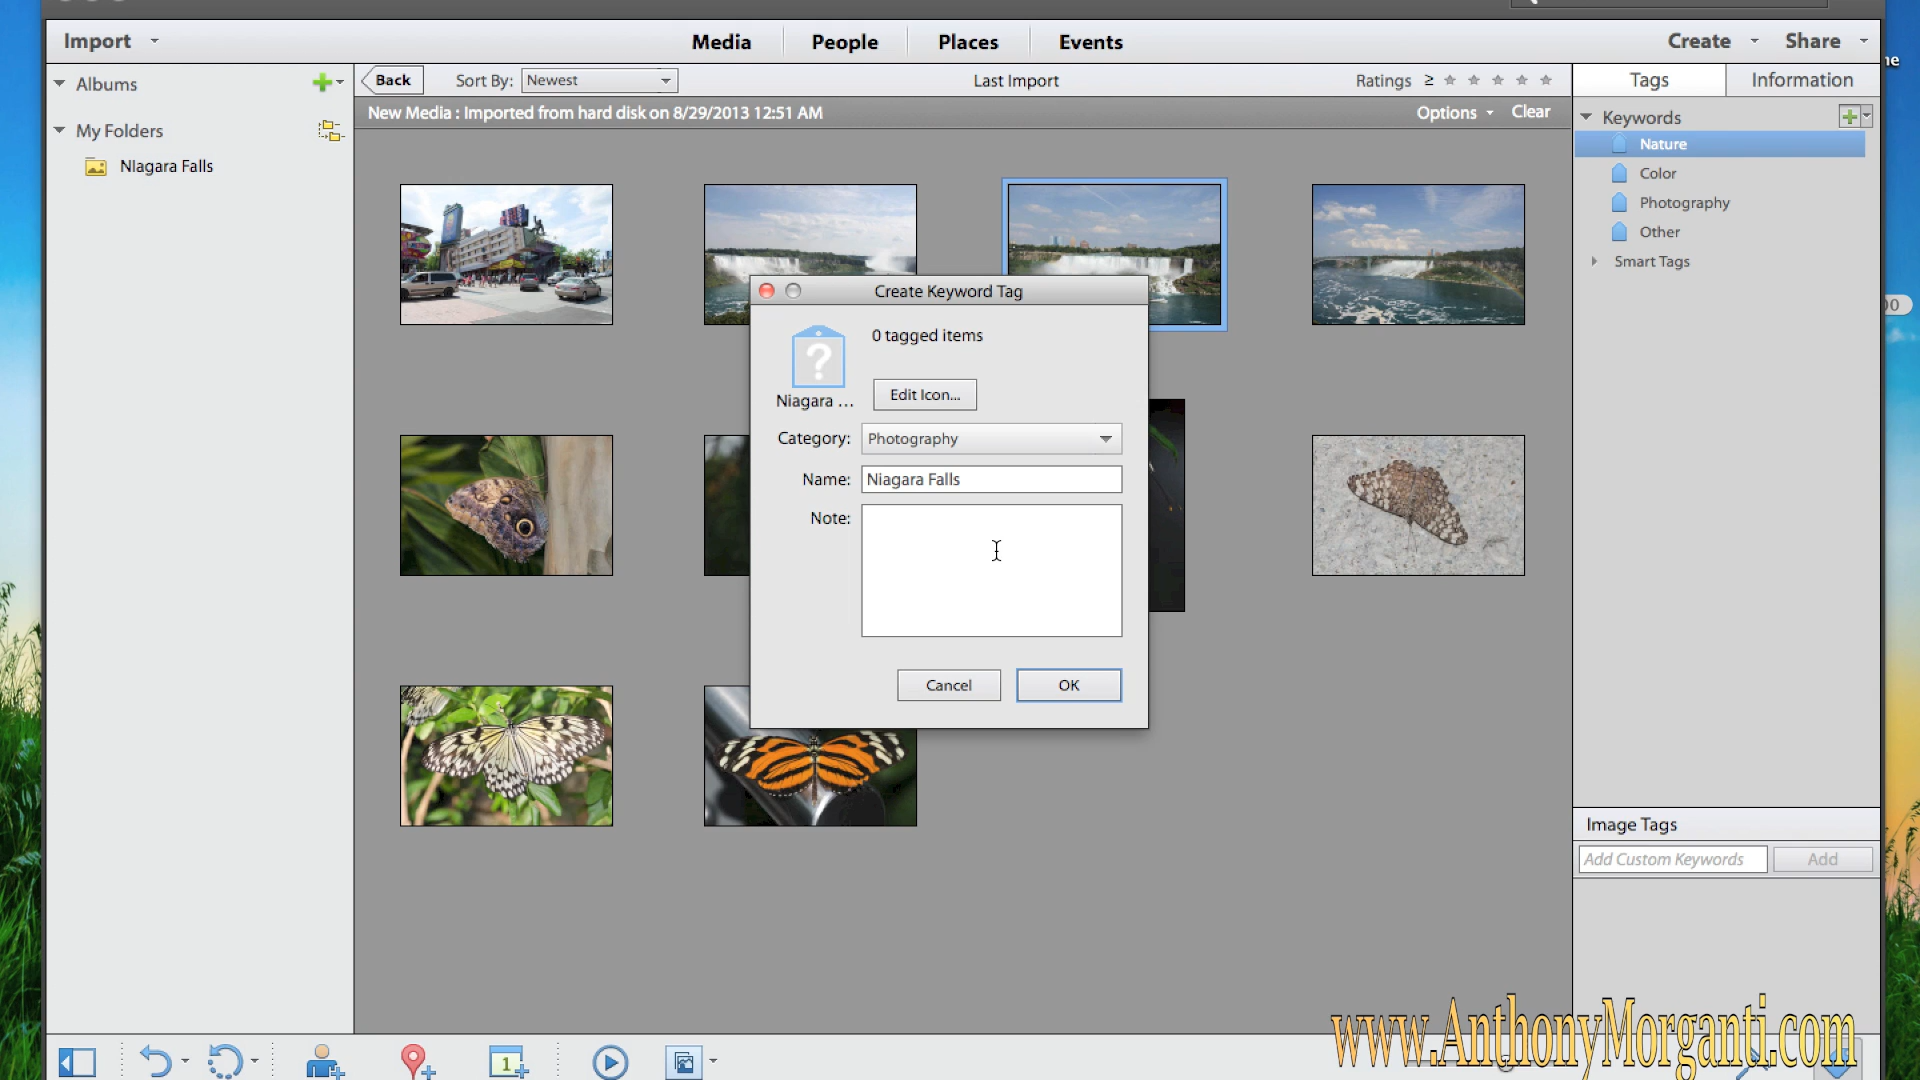 Import
Media
People
Places
Events
Create
Share
ne
Albums
Back
Sort By:
Newest
Last Import
Ratings ≥
Tags
Information
New Media : Imported from hard disk on 8/29/2013 12:51 AM
Options
Clear
Keywords
My Folders
Nature
NIagara Falls
Color
Photography
Other
Smart Tags
Create Keyword Tag
00
0 tagged items
?
Niagara ...
Edit Icon...
Category:
Photography
Name:
Niagara Falls
Note:
Cancel
OK
Image Tags
Add Custom Keywords
Add
1
www.AnthonyMorganti.com